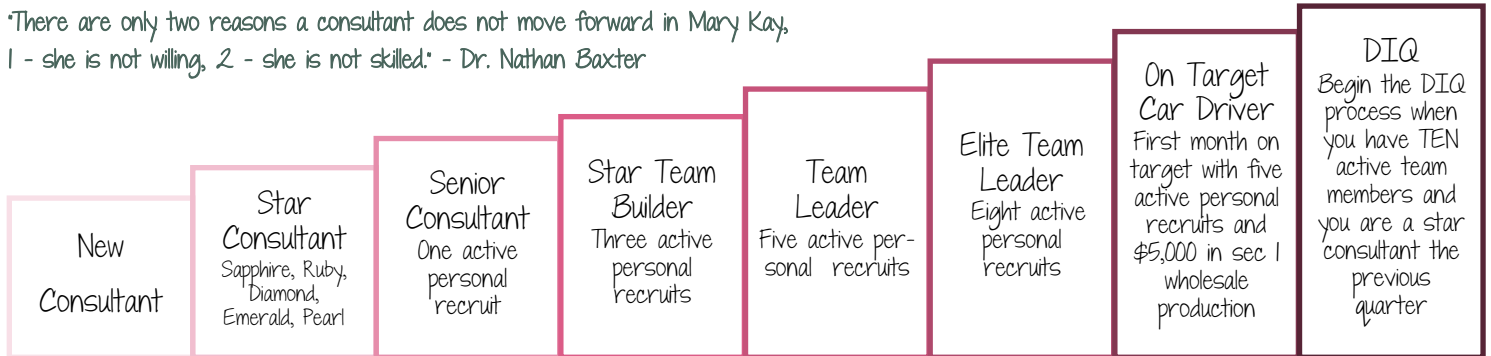 "There are only two reasons a consultant does not move forward in Mary Kay,
1 - she is not willing, 2 - she is not skilled." - Dr. Nathan Baxter
New
Consultant
Star
Consultant
Sapphire, Ruby,
Diamond,
Emerald, Pearl
Senior
Consultant
One active
personal
recruit
Star Team
Builder
Three active
personal
recruits
Team
Leader
Five active per-
sonal recruits
Elite Team
Leader
Eight active
personal
recruits
On Target
Car Driver
First month on
target with five
active personal
recruits and
$5,000 in sec 1
wholesale
production
DIQ
Begin the DIQ
process when
you have TEN
active team
members and
you are a star
consultant the
previous
quarter